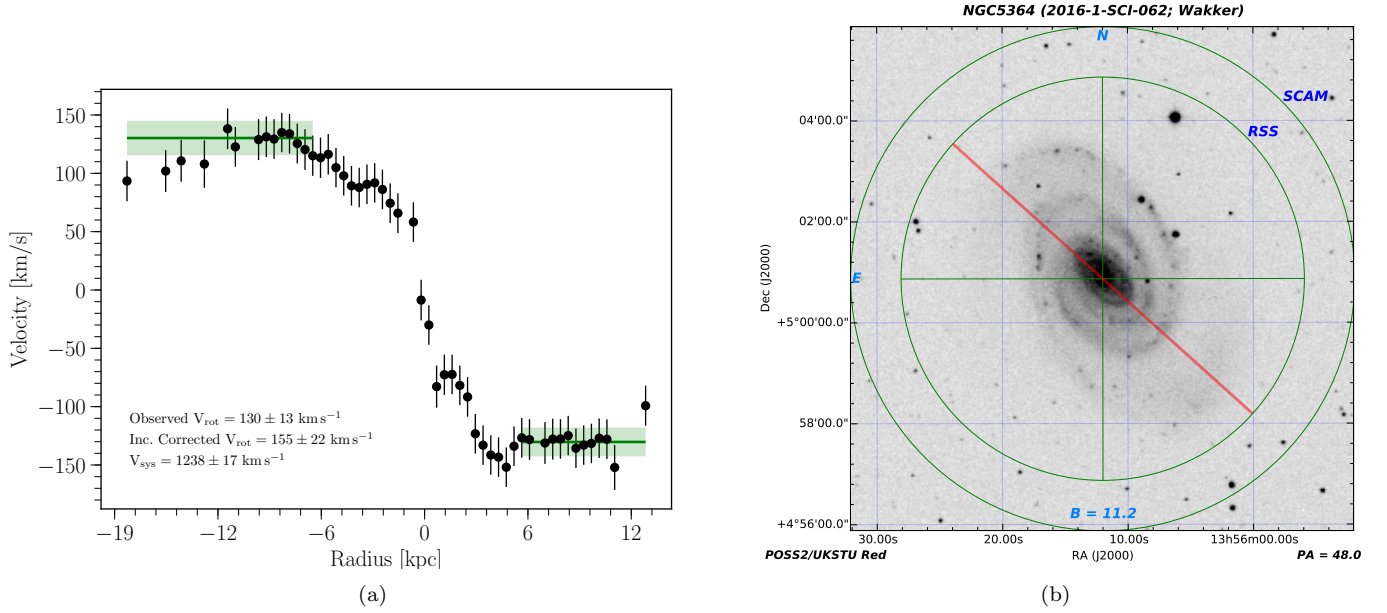 150
100
50
0
−50
−100
−150
Velocity [km/s]
Observed V_rot = 130 ± 13 km s⁻¹
Inc. Corrected V_rot = 155 ± 22 km s⁻¹
V_sys = 1238 ± 17 km s⁻¹
−19 −12 −6 0 6 12
Radius [kpc]
(a)
NGC5364 (2016-1-SCI-062; Wakker)
N
SCAM
RSS
E
B = 11.2
04'00.0"
02'00.0"
+5°00'00.0"
58'00.0"
+4°56'00.0"
Dec (J2000)
30.00s 20.00s 10.00s 13h56m00.00s
RA (J2000)
POSS2/UKSTU Red
PA = 48.0
(b)